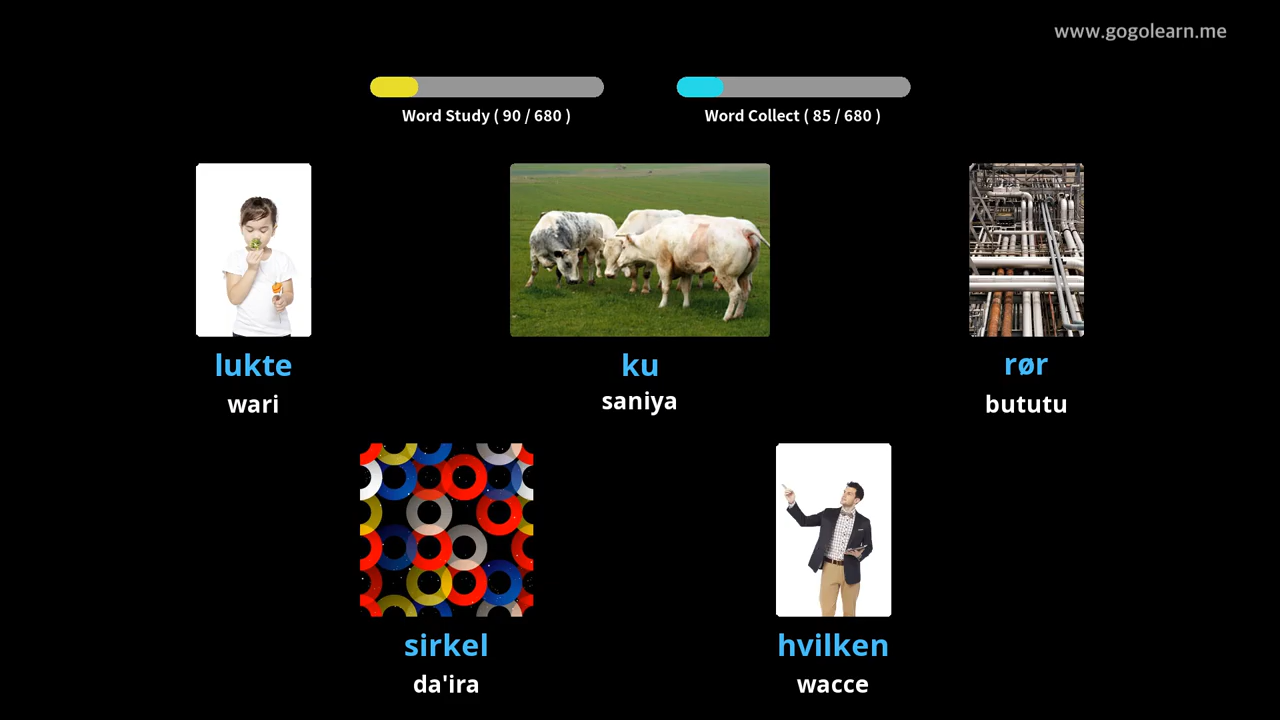 www.gogolearn.me
Word Study ( 90 / 680 )
Word Collect ( 85 / 680 )
lukte
wari
ku
saniya
rør
bututu
sirkel
da'ira
hvilken
wacce